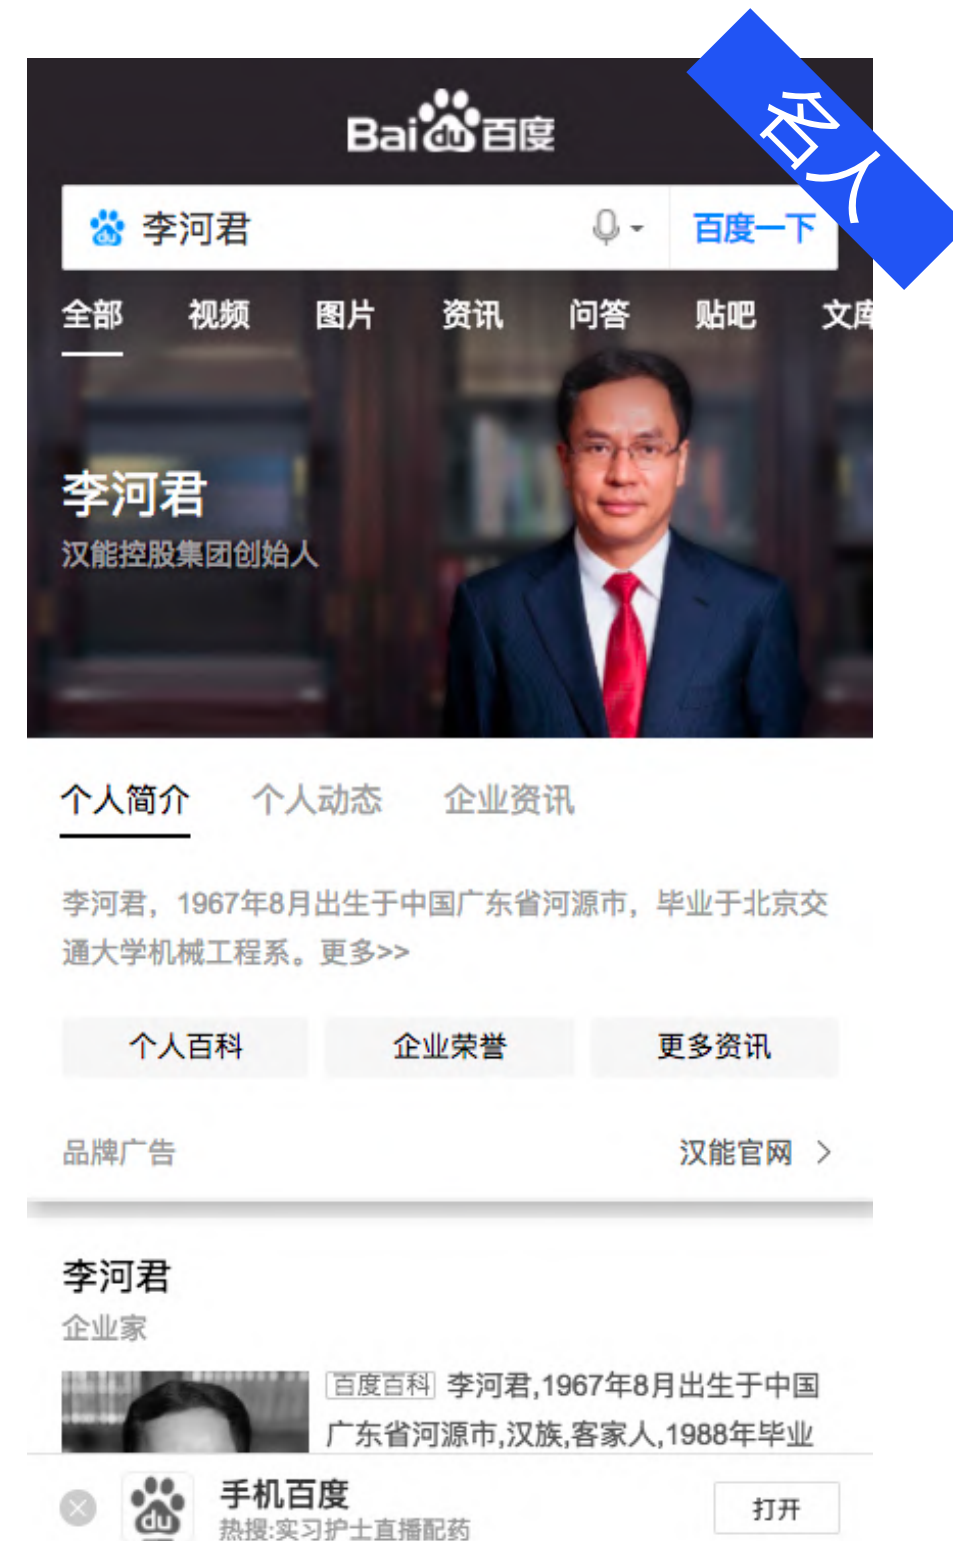 名人
Bai du 百度
du 李河君 百度一下
全部 视频 图片 资讯 问答 贴吧 文库
李河君
汉能控股集团创始人
个人简介 个人动态 企业资讯
李河君，1967年8月出生于中国广东省河源市，毕业于北京交
通大学机械工程系。更多>>
个人百科 企业荣誉 更多资讯
品牌广告 汉能官网 >
李河君
企业家
百度百科 李河君,1967年8月出生于中国
广东省河源市,汉族,客家人,1988年毕业
du 手机百度 打开
热搜:实习护士直播配药